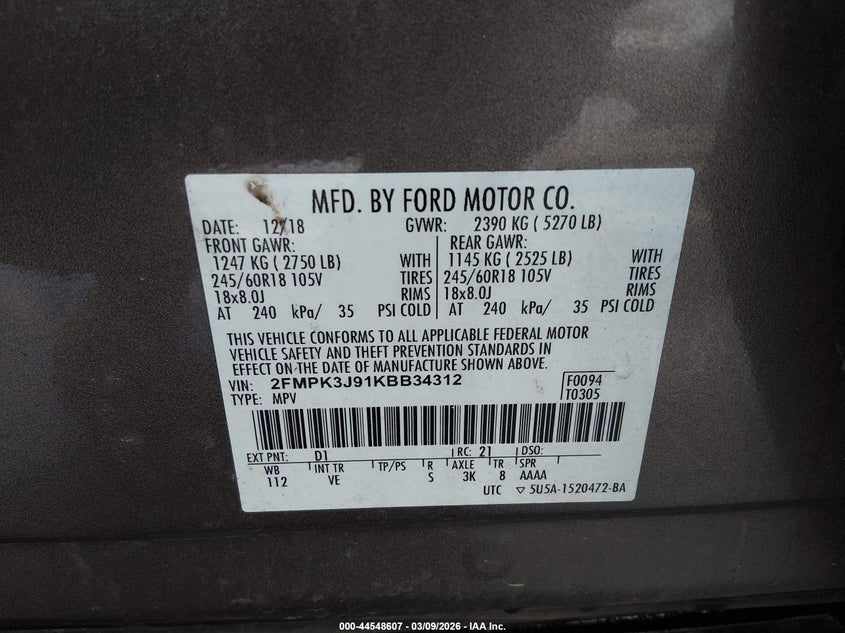 MFD. BY FORD MOTOR CO.
DATE: 12/18 GVWR: 2390 KG ( 5270 LB)
FRONT GAWR: REAR GAWR:
1247 KG ( 2750 LB) WITH 1145 KG ( 2525 LB) WITH
245/60R18 105V TIRES 245/60R18 105V TIRES
18x8.0J RIMS 18x8.0J RIMS
AT 240 kPa/ 35 PSI COLD AT 240 kPa/ 35 PSI COLD
THIS VEHICLE CONFORMS TO ALL APPLICABLE FEDERAL MOTOR
VEHICLE SAFETY AND THEFT PREVENTION STANDARDS IN
EFFECT ON THE DATE OF MANUFACTURE SHOWN ABOVE.
VIN: 2FMPK3J91KBB34312 F0094
TYPE: MPV T0305
EXT PNT: D1 RC: 21 DSO:
WB INT TR TP/PS R AXLE TR SPR
112 VE S 3K 8 AAAA
UTC ▽ 5U5A-1520472-BA
000-44548607 - 03/09/2026 - IAA Inc.